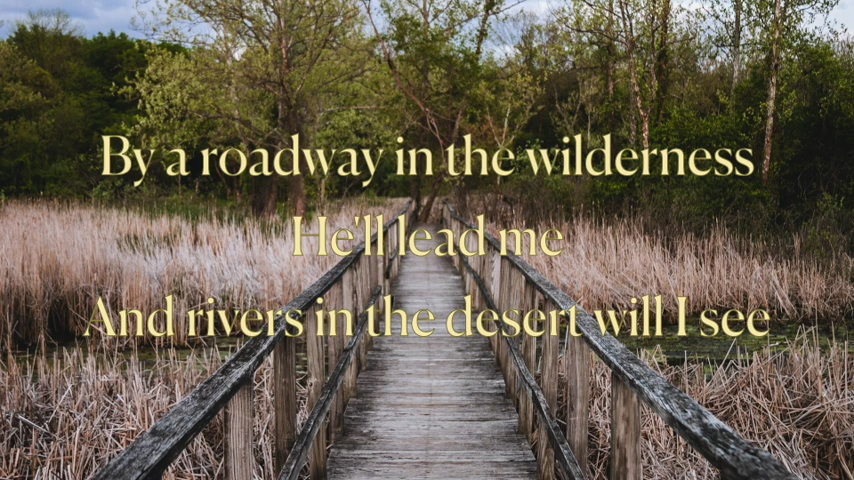 By a roadway in the wilderness
He'll lead me
And rivers in the desert will I see